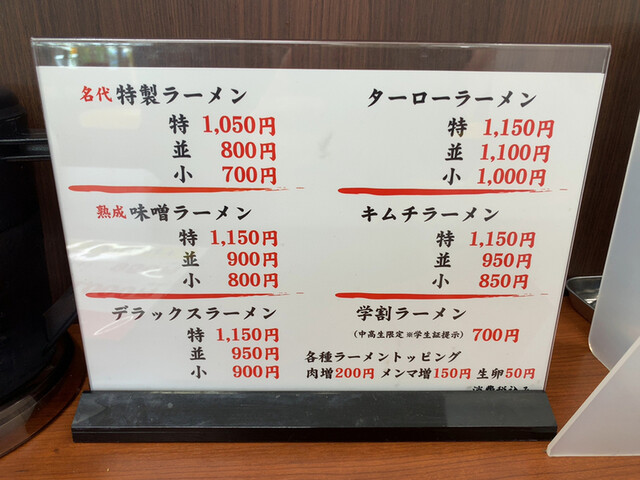 名代 特製ラーメン
特 1,050円
並 800円
小 700円
熟成 味噌ラーメン
特 1,150円
並 900円
小 800円
デラックスラーメン
特 1,150円
並 950円
小 900円
ターローラーメン
特 1,150円
並 1,100円
小 1,000円
キムチラーメン
特 1,150円
並 950円
小 850円
学割ラーメン
(中高生限定 ※学生証提示) 700円
各種ラーメントッピング
肉増200円 メンマ増150円 生卵50円